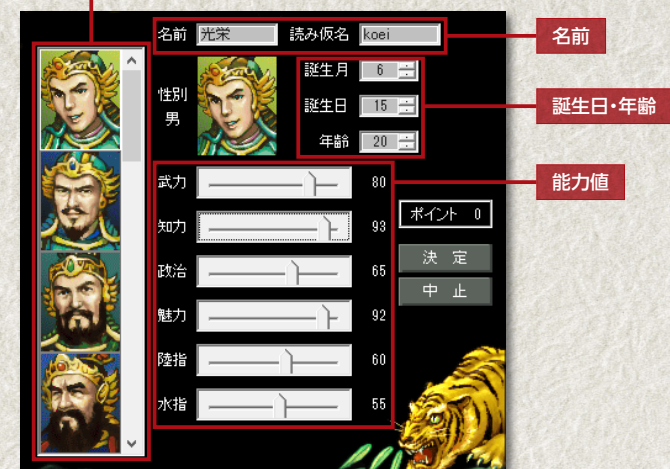 名前 光栄 読み仮名 koei
名前
誕生月 6
性別
男
誕生日 15
誕生日・年齢
年齢 20
武力 80
能力値
知力 93
ポイント 0
政治 65
決 定
中 止
魅力 92
陸指 60
水指 55